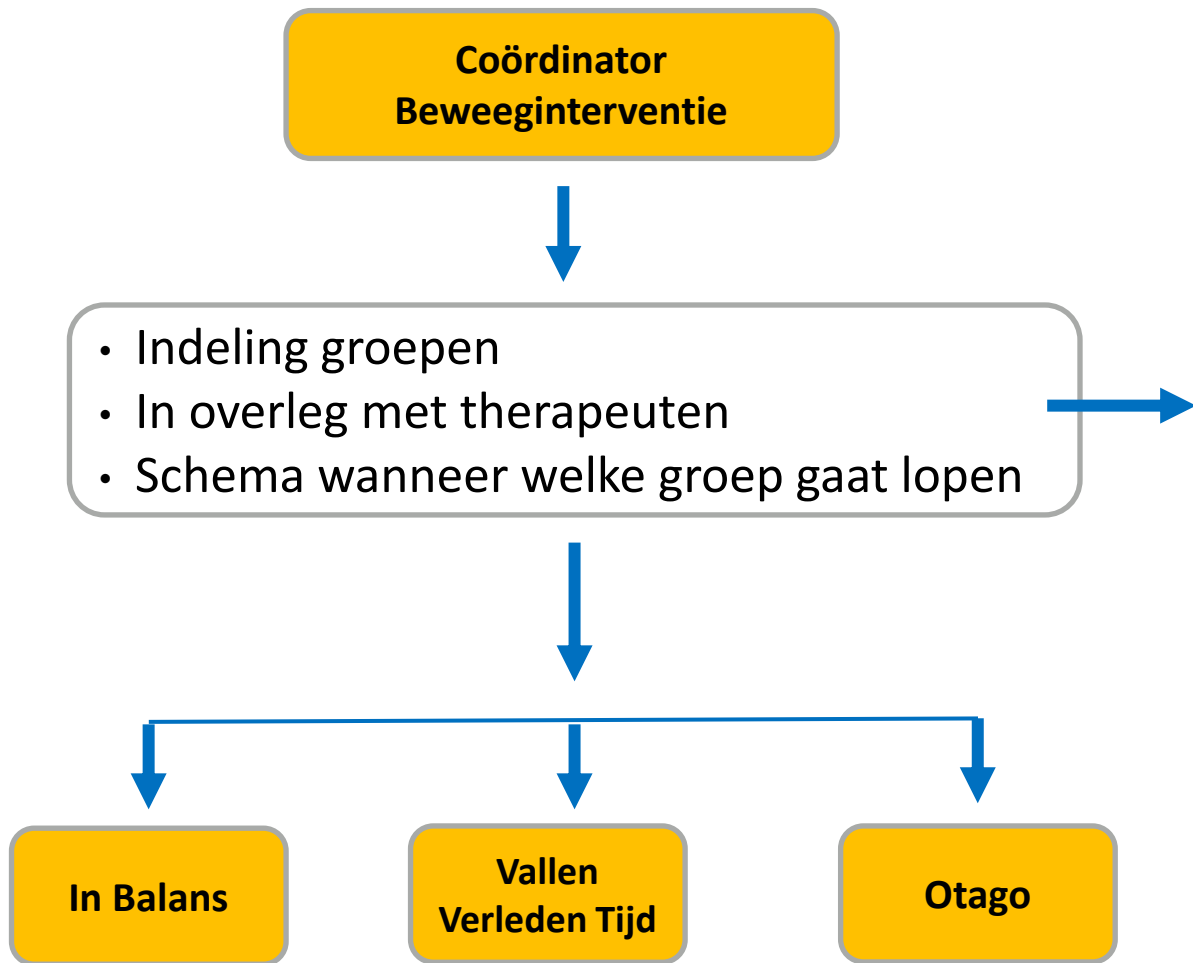 Coördinator
Beweeginterventie
• Indeling groepen
• In overleg met therapeuten
• Schema wanneer welke groep gaat lopen
In Balans
Vallen
Verleden Tijd
Otago